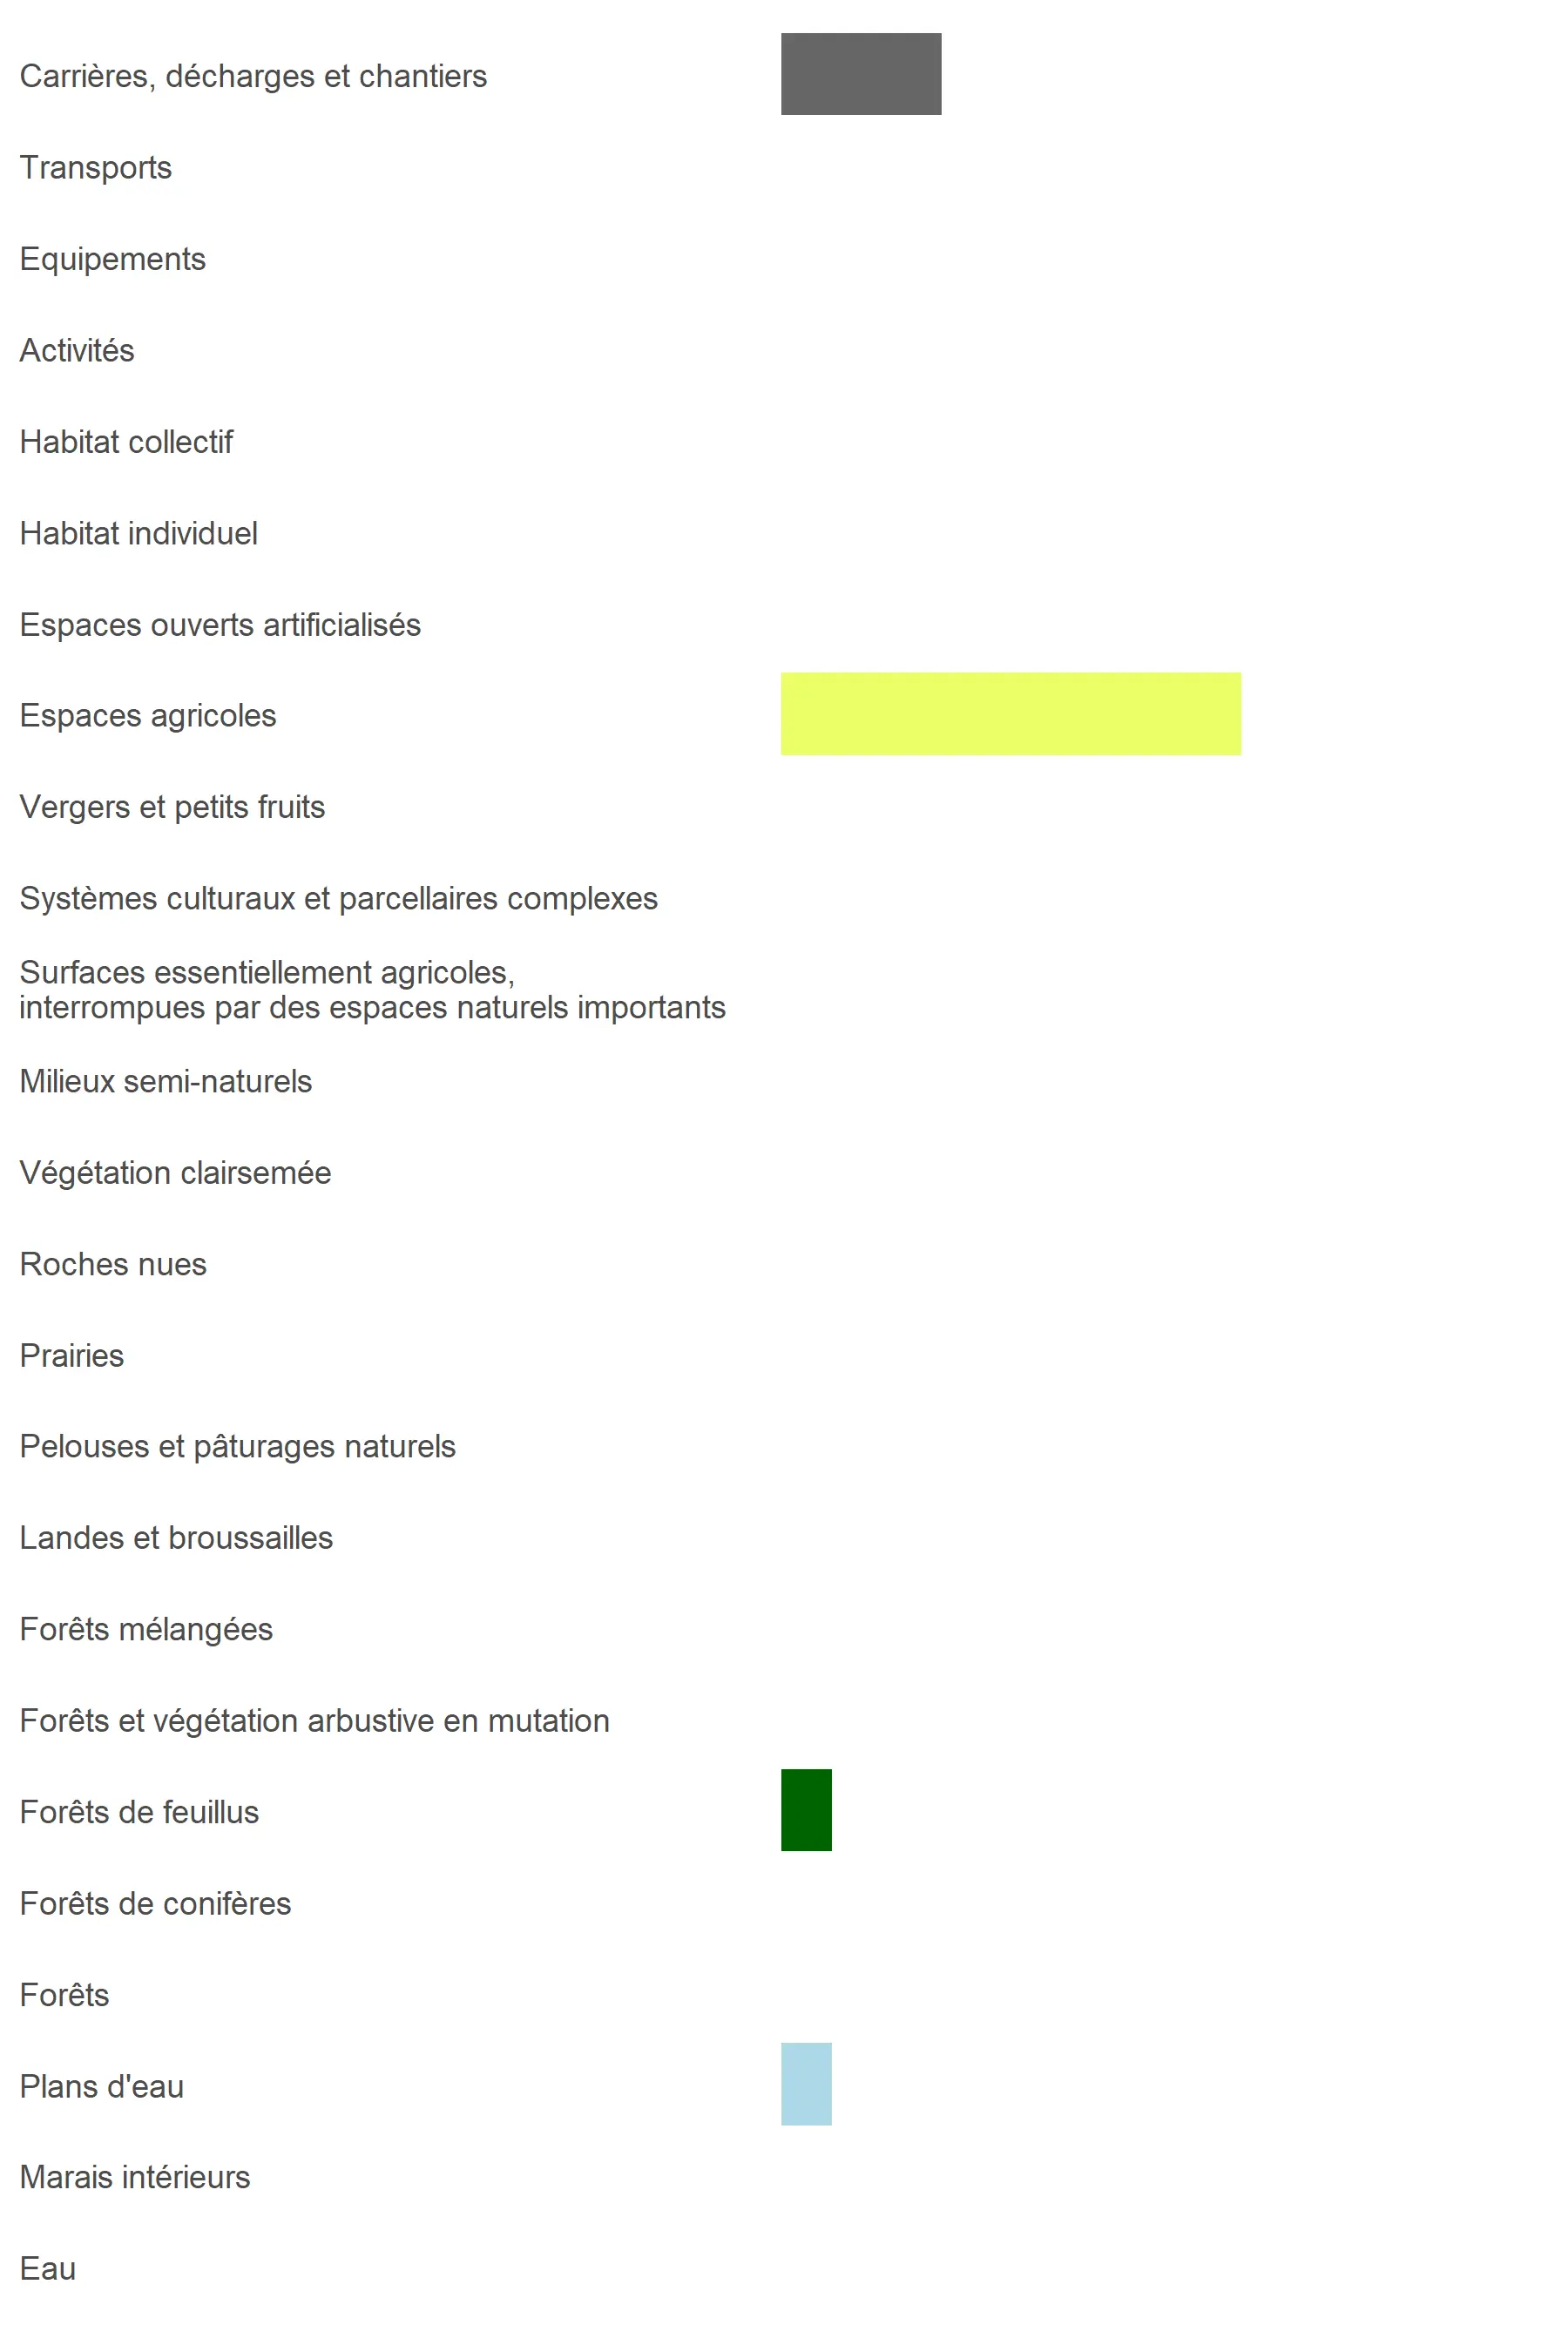 Carrières, décharges et chantiers
Transports
Equipements
Activités
Habitat collectif
Habitat individuel
Espaces ouverts artificialisés
Espaces agricoles
Vergers et petits fruits
Systèmes culturaux et parcellaires complexes
Surfaces essentiellement agricoles,
interrompues par des espaces naturels importants
Milieux semi-naturels
Végétation clairsemée
Roches nues
Prairies
Pelouses et pâturages naturels
Landes et broussailles
Forêts mélangées
Forêts et végétation arbustive en mutation
Forêts de feuillus
Forêts de conifères
Forêts
Plans d'eau
Marais intérieurs
Eau